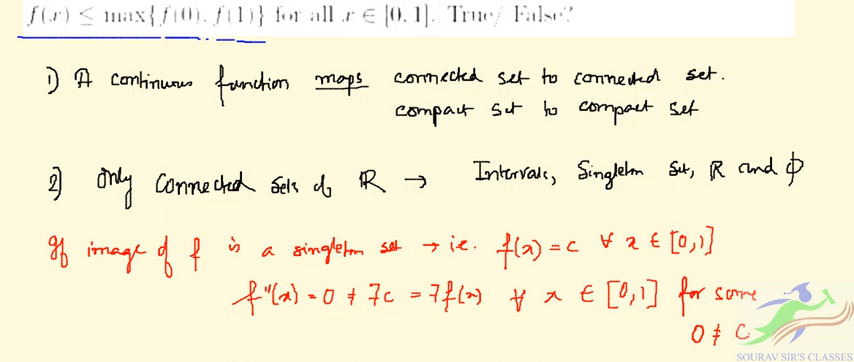 f(x) ≤ max{f(0), f(1)} for all x ∈ [0, 1]. True/ False?
1) A continuous function maps connected set to connected set.
compact set to compact set
2) Only connected sets of ℝ → Intervals, Singleton set, ℝ and ϕ
If image of f is a singleton set → i.e. f(x) = c ∀ x ∈ [0,1]
f''(x) = 0 ≠ 7c = 7f(x) ∀ x ∈ [0,1] for some
0 ≠ c
SOURAV SIR'S CLASSES